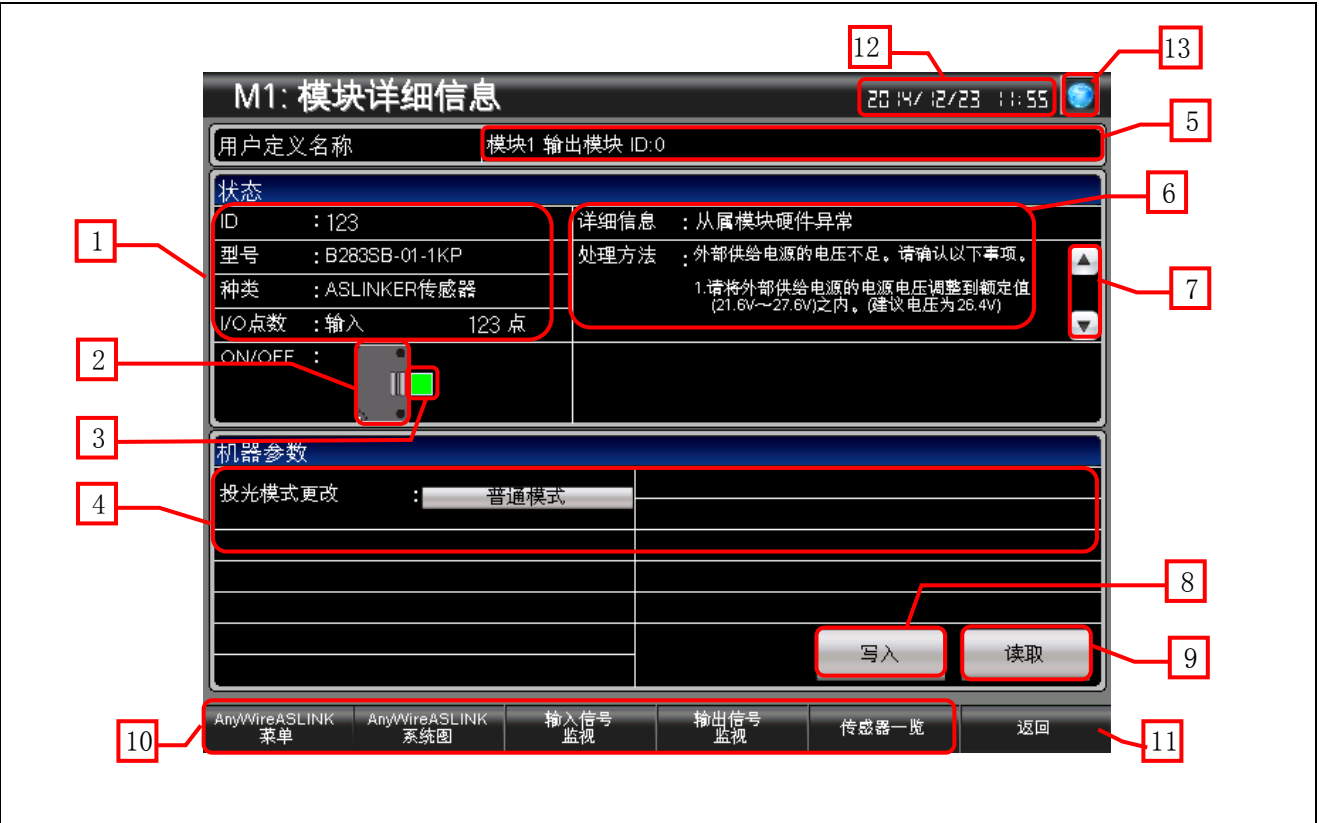 12
13
M1: 模块详细信息
2014/12/23 11:55
5
用户定义名称
模块1 输出模块 ID:0
状态
6
1
ID :123
详细信息 :从属模块硬件异常
型号 :B283SB-01-1KP
处理方法 :外部供给电源的电压不足。请确认以下事项。
种类 :ASLINKER传感器
1.请将外部供给电源的电源电压调整到额定值
(21.6V～27.6V)之内。(建议电压为26.4V)
7
I/O点数 :输入 123 点
2
ON/OFF :
3
机器参数
4
投光模式更改 : 普通模式
8
写入
读取
9
10
AnyWireASLINK
菜单
AnyWireASLINK
系统图
输入信号
监视
输出信号
监视
传感器一览
返回
11